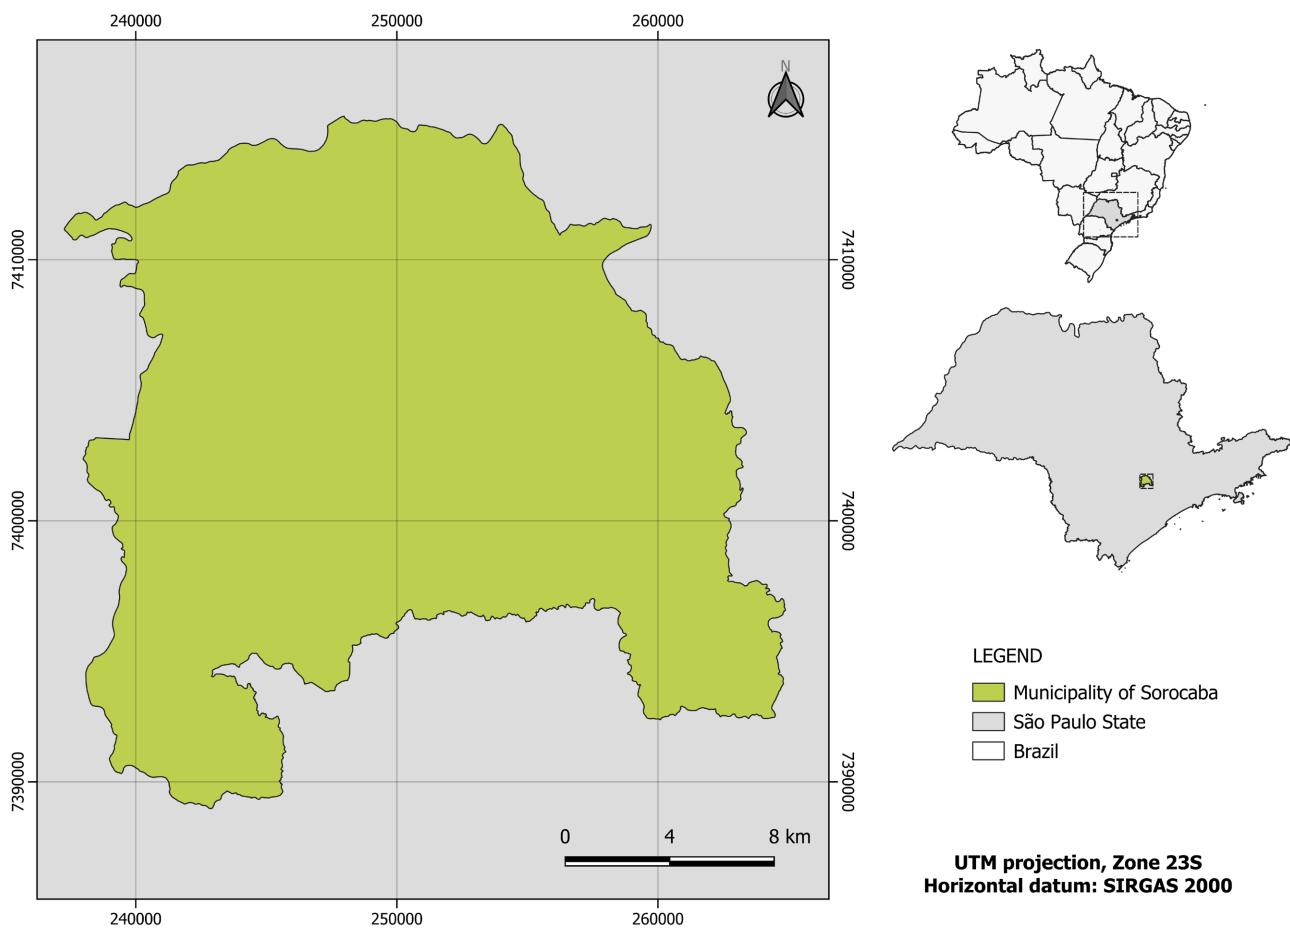 240000
250000
260000
N
7410000
7410000
7400000
7400000
7390000
7390000
0
4
8 km
240000
250000
260000
LEGEND
Municipality of Sorocaba
São Paulo State
Brazil
UTM projection, Zone 23S
Horizontal datum: SIRGAS 2000